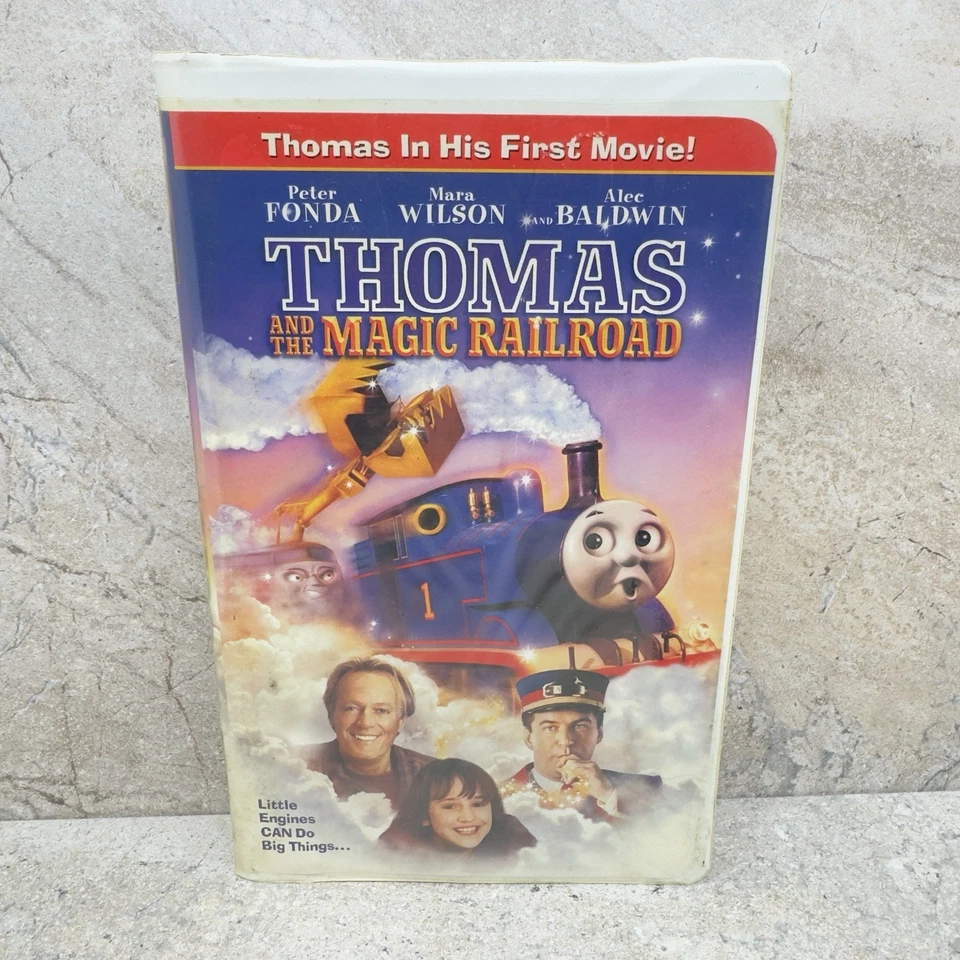 Thomas In His First Movie!
Peter FONDA
Mara WILSON
AND Alec BALDWIN
THOMAS
AND THE MAGIC RAILROAD
1
Little
Engines
CAN Do
Big Things...